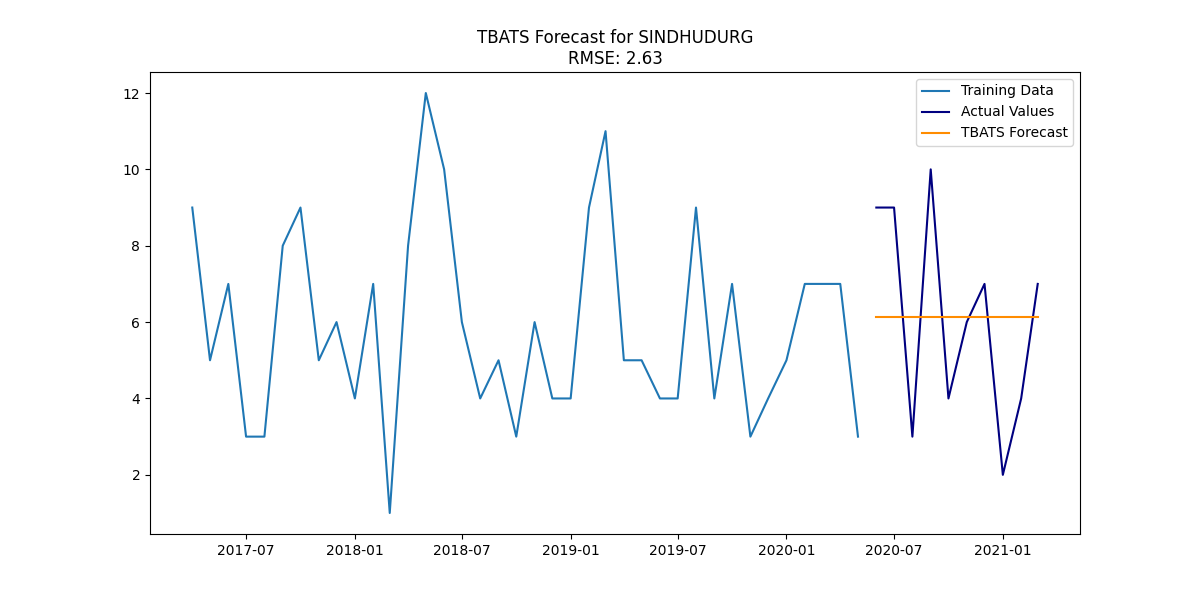 TBATS Forecast for SINDHUDURG
RMSE: 2.63
Training Data
Actual Values
TBATS Forecast
12
10
8
6
4
2
2017-07 2018-01 2018-07 2019-01 2019-07 2020-01 2020-07 2021-01